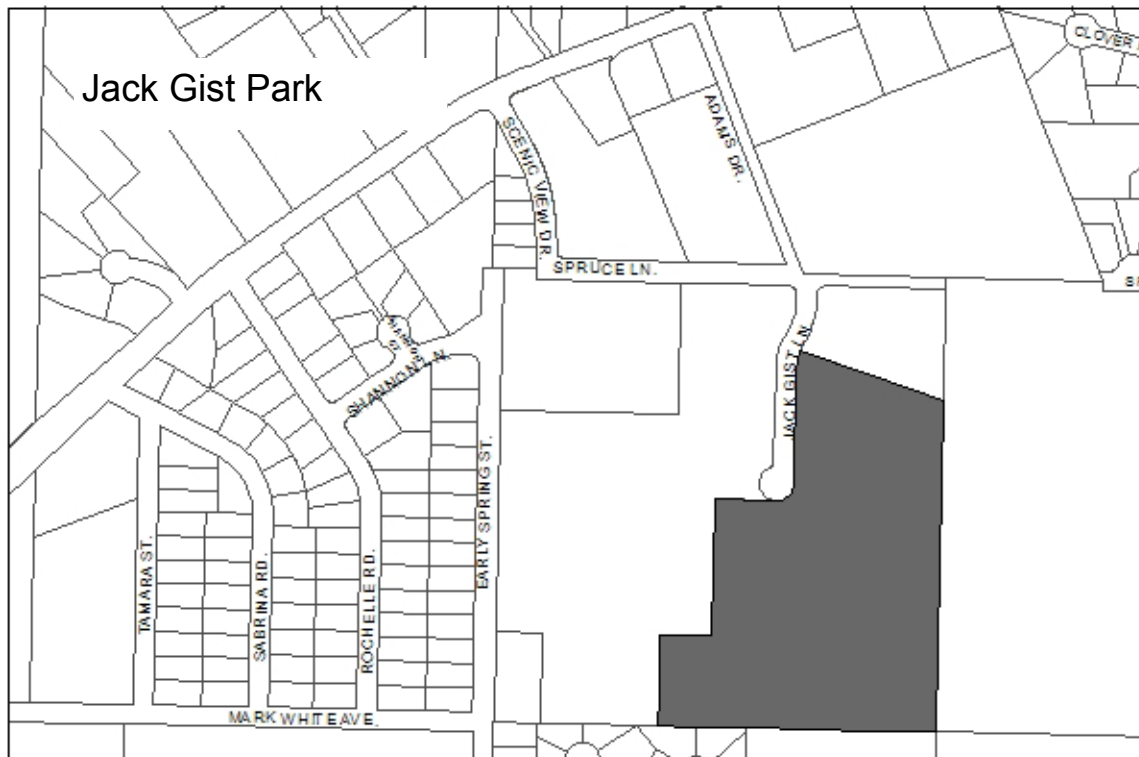 Jack Gist Park
CLOVER
SCENIC VIEW DR.
ADAMS DR.
SPRUCE LN.
JACK GIST LN
SHANNON LN.
EARLY SPRING ST.
TAMARA ST.
SABRINA RD.
ROCHELLE RD.
MARK WHITE AVE.